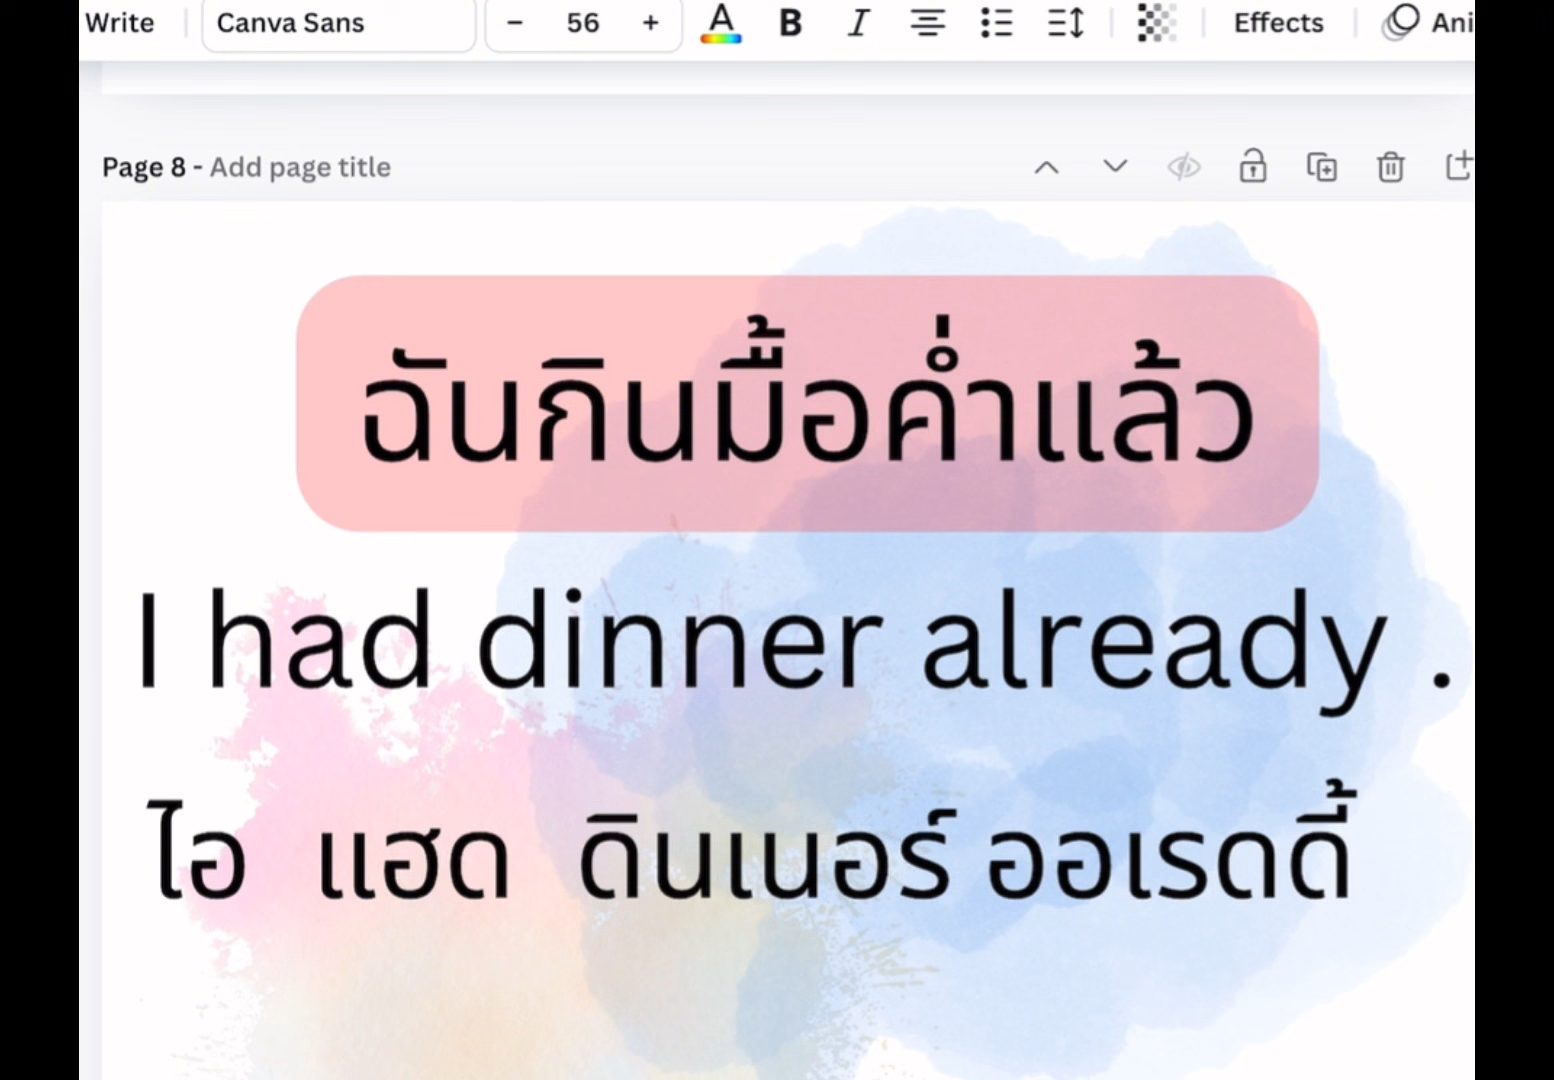 Write Canva Sans − 56 + A B I Effects
Page 8 - Add page title
ฉันกินมื้อค่ำแล้ว
I had dinner already .
ไอ แฮด ดินเนอร์ ออเรดดี้